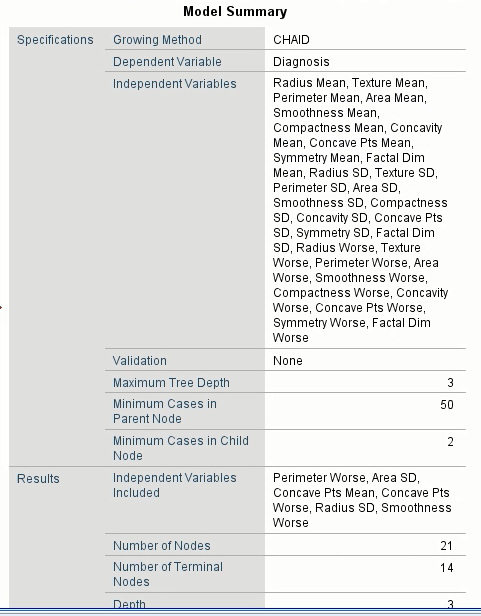 Model Summary
Specifications Growing Method CHAID
Dependent Variable Diagnosis
Independent Variables Radius Mean, Texture Mean,
Perimeter Mean, Area Mean,
Smoothness Mean,
Compactness Mean, Concavity
Mean, Concave Pts Mean,
Symmetry Mean, Factal Dim
Mean, Radius SD, Texture SD,
Perimeter SD, Area SD,
Smoothness SD, Compactness
SD, Concavity SD, Concave Pts
SD, Symmetry SD, Factal Dim
SD, Radius Worse, Texture
Worse, Perimeter Worse, Area
Worse, Smoothness Worse,
Compactness Worse, Concavity
Worse, Concave Pts Worse,
Symmetry Worse, Factal Dim
Worse
Validation None
Maximum Tree Depth 3
Minimum Cases in 50
Parent Node
Minimum Cases in Child 2
Node
Results Independent Variables Perimeter Worse, Area SD,
Included Concave Pts Mean, Concave Pts
Worse, Radius SD, Smoothness
Worse
Number of Nodes 21
Number of Terminal 14
Nodes
Depth 3